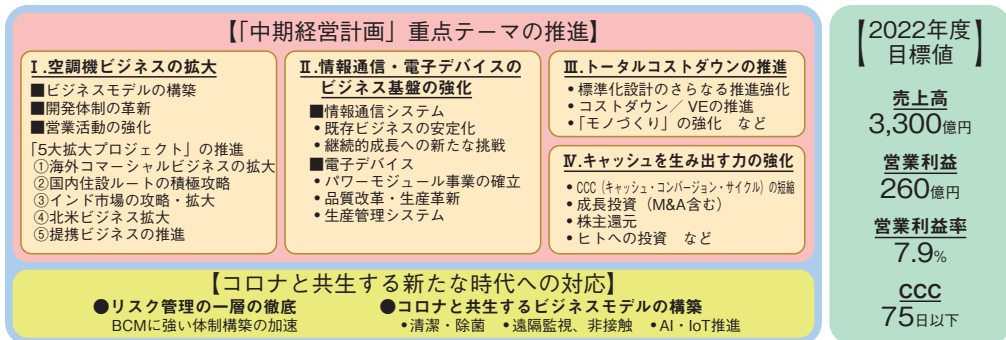 【「中期経営計画」重点テーマの推進】
Ⅰ.空調機ビジネスの拡大
■ビジネスモデルの構築
■開発体制の革新
■営業活動の強化
「5大拡大プロジェクト」の推進
①海外コマーシャルビジネスの拡大
②国内住設ルートの積極攻略
③インド市場の攻略・拡大
④北米ビジネス拡大
⑤提携ビジネスの推進
Ⅱ.情報通信・電子デバイスの
ビジネス基盤の強化
■情報通信システム
•既存ビジネスの安定化
•継続的成長への新たな挑戦
■電子デバイス
•パワーモジュール事業の確立
•品質改革・生産革新
•生産管理システム
Ⅲ.トータルコストダウンの推進
•標準化設計のさらなる推進強化
•コストダウン／VEの推進
•「モノづくり」の強化　など
Ⅳ.キャッシュを生み出す力の強化
•CCC（キャッシュ・コンバージョン・サイクル）の短縮
•成長投資（M&A含む）
•株主還元
•ヒトへの投資　など
【コロナと共生する新たな時代への対応】
●リスク管理の一層の徹底
BCMに強い体制構築の加速
●コロナと共生するビジネスモデルの構築
•清潔・除菌　•遠隔監視、非接触　•AI・IoT推進
【2022年度
目標値】
売上高
3,300億円
営業利益
260億円
営業利益率
7.9%
CCC
75日以下